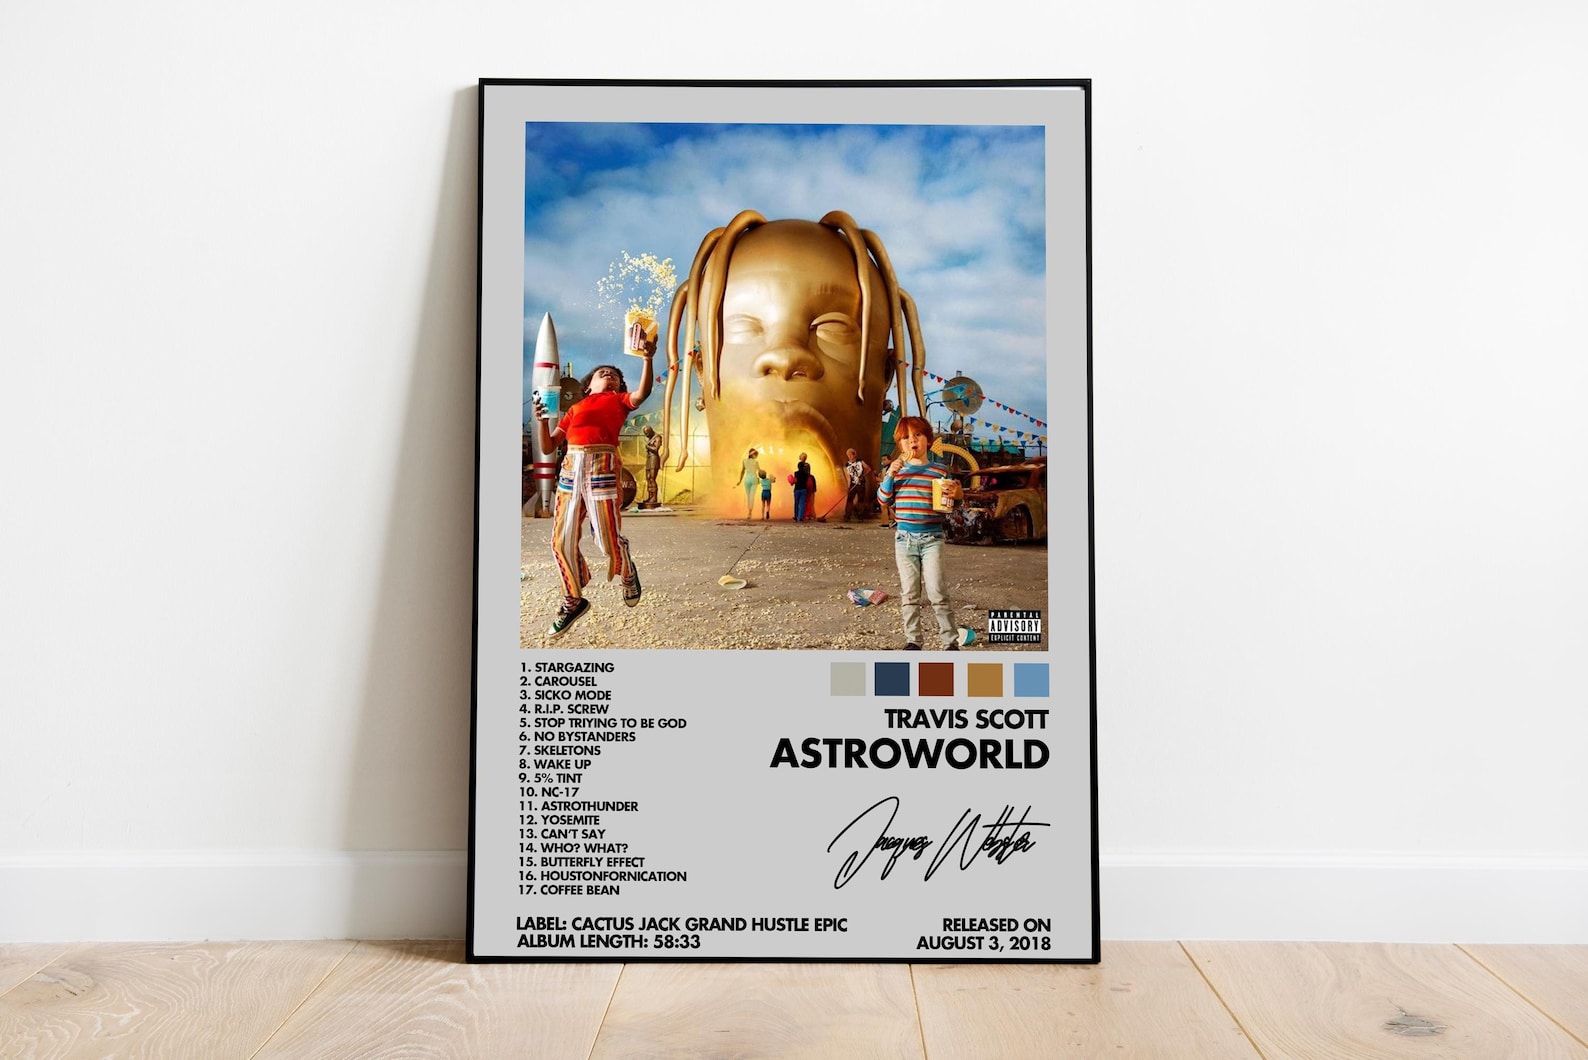 PARENTAL
ADVISORY
EXPLICIT CONTENT
1. STARGAZING
2. CAROUSEL
3. SICKO MODE
4. R.I.P. SCREW
5. STOP TRIYING TO BE GOD
6. NO BYSTANDERS
7. SKELETONS
8. WAKE UP
9. 5% TINT
10. NC-17
11. ASTROTHUNDER
12. YOSEMITE
13. CAN'T SAY
14. WHO? WHAT?
15. BUTTERFLY EFFECT
16. HOUSTONFORNICATION
17. COFFEE BEAN
TRAVIS SCOTT
ASTROWORLD
Jacques Webster
LABEL: CACTUS JACK GRAND HUSTLE EPIC
ALBUM LENGTH: 58:33
RELEASED ON
AUGUST 3, 2018